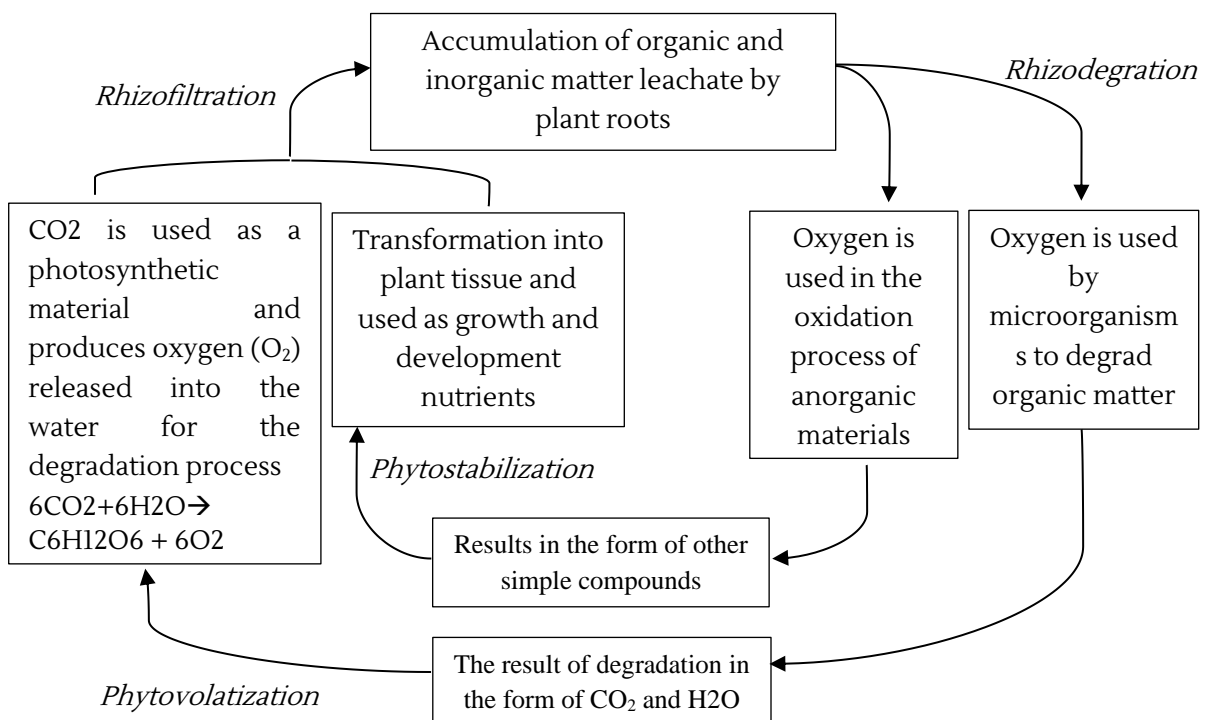 Accumulation of organic and
inorganic matter leachate by
plant roots
Rhizofiltration
Rhizodegration
CO2 is used as a
photosynthetic
material and
produces oxygen (O₂)
released into the
water for the
degradation process
6CO2+6H2O→
C6H12O6 + 6O2
Transformation into
plant tissue and
used as growth and
development
nutrients
Oxygen is
used in the
oxidation
process of
anorganic
materials
Oxygen is used
by
microorganism
s to degrad
organic matter
Phytostabilization
Results in the form of other
simple compounds
The result of degradation in
the form of CO₂ and H2O
Phytovolatization